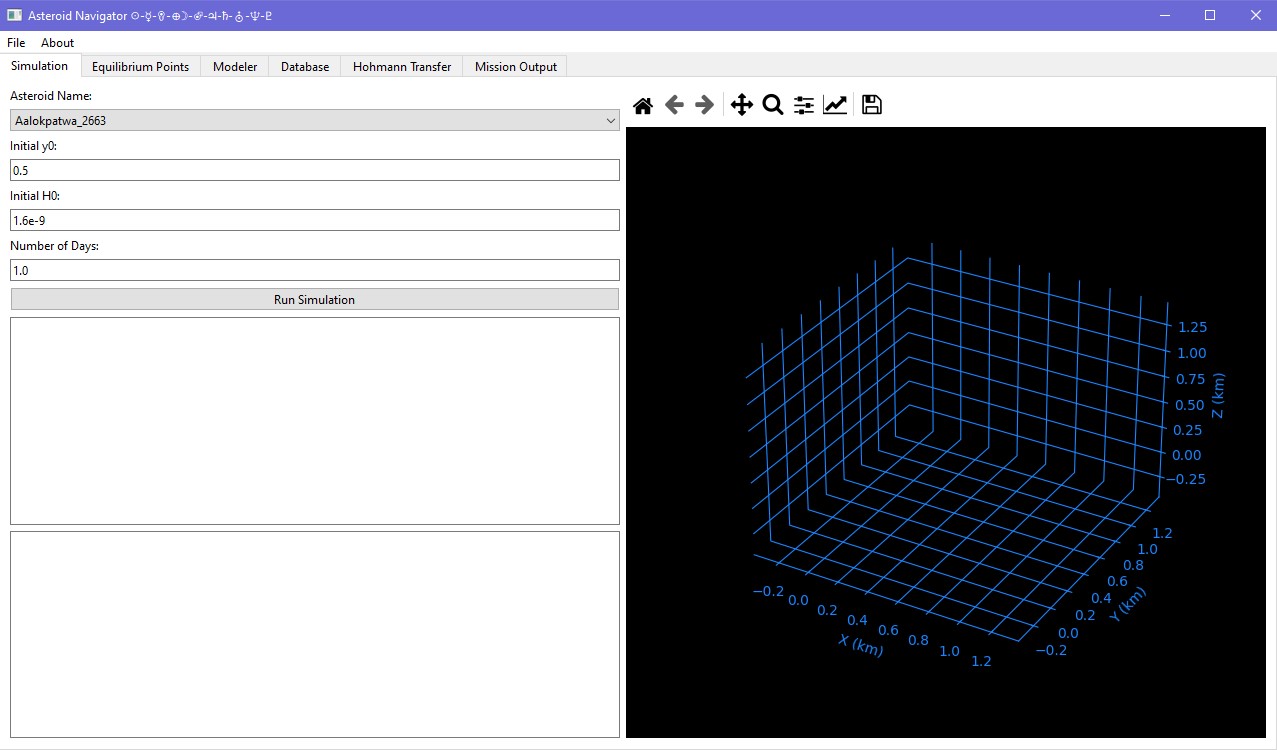 Asteroid Navigator ⊙-☿-♀-⊕☽-♂-♃-♄-⛢-♆-♇
File About
Simulation Equilibrium Points Modeler Database Hohmann Transfer Mission Output
Asteroid Name:
Aalokpatwa_2663
Initial y0:
0.5
Initial H0:
1.6e-9
Number of Days:
1.0
Run Simulation
1.25
1.00
0.75
0.50
0.25
0.00
−0.25
Z (km)
1.2
1.0
0.8
0.6
0.4
0.2
0.0
−0.2
Y (km)
−0.2
0.0
0.2
0.4
0.6
0.8
1.0
1.2
X (km)